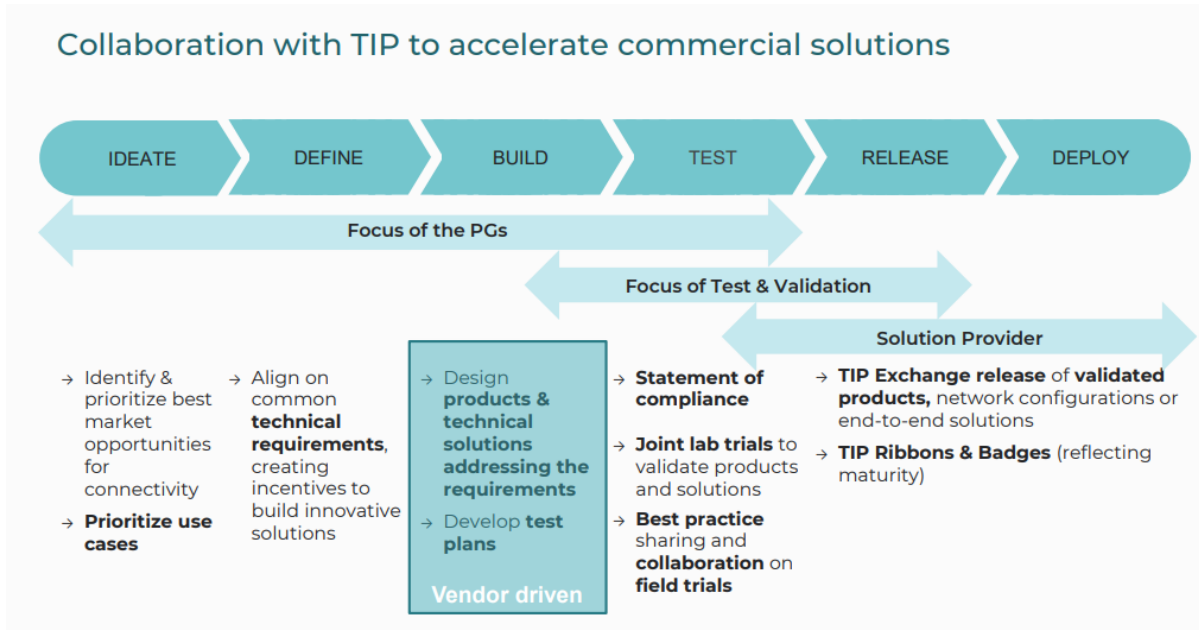 Collaboration with TIP to accelerate commercial solutions
IDEATE
DEFINE
BUILD
TEST
RELEASE
DEPLOY
Focus of the PGs
Focus of Test & Validation
Solution Provider
→ Identify &
prioritize best
market
opportunities
for
connectivity
→ Prioritize use
cases
→ Align on
common
technical
requirements,
creating
incentives to
build innovative
solutions
→ Design
products &
technical
solutions
addressing the
requirements
→ Develop test
plans
Vendor driven
→ Statement of
compliance
→ Joint lab trials to
validate products
and solutions
→ Best practice
sharing and
collaboration on
field trials
→ TIP Exchange release of validated
products, network configurations or
end-to-end solutions
→ TIP Ribbons & Badges (reflecting
maturity)